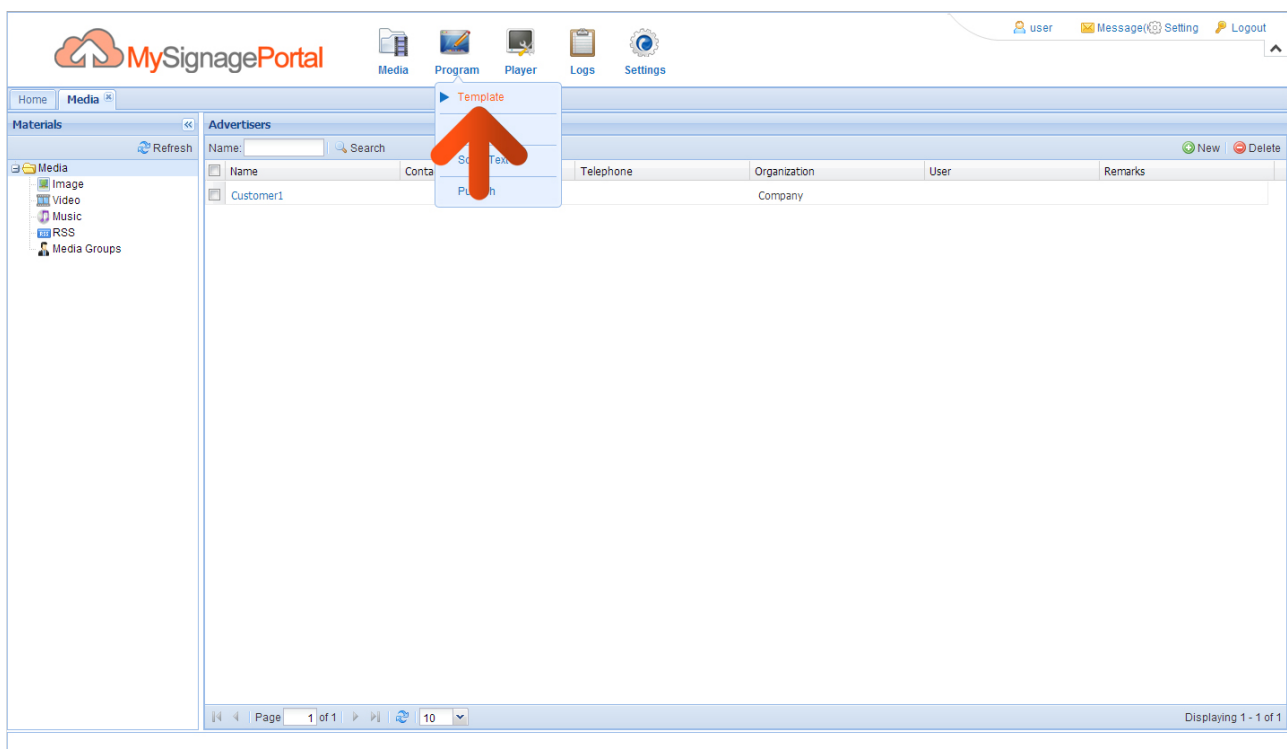 MySignagePortal
Media Program Player Logs Settings
user Message( Setting Logout
Home Media
Template
Publish
Materials
Refresh
Media
Image
Video
Music
RSS
Media Groups
Advertisers
Name: Search New Delete
Name Telephone Organization User Remarks
Customer1 Company
Page 1 of 1 10 Displaying 1 - 1 of 1